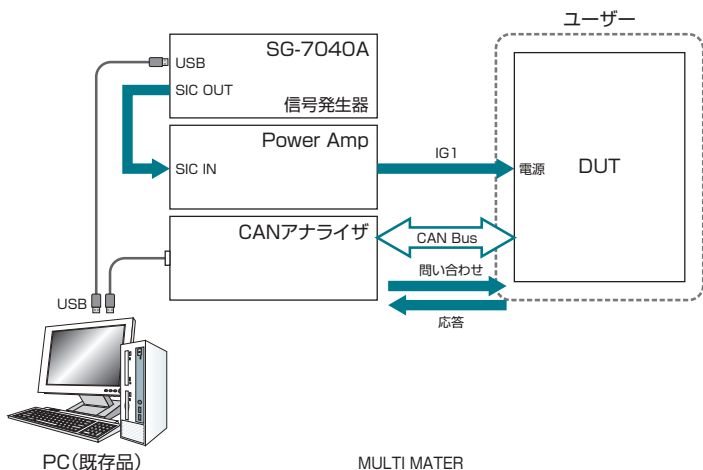 ユーザー
SG-7040A
USB
SIC OUT
信号発生器
Power Amp
SIC IN
IG1
電源
DUT
CANアナライザ
CAN Bus
問い合わせ
応答
USB
PC(既存品)
MULTI MATER